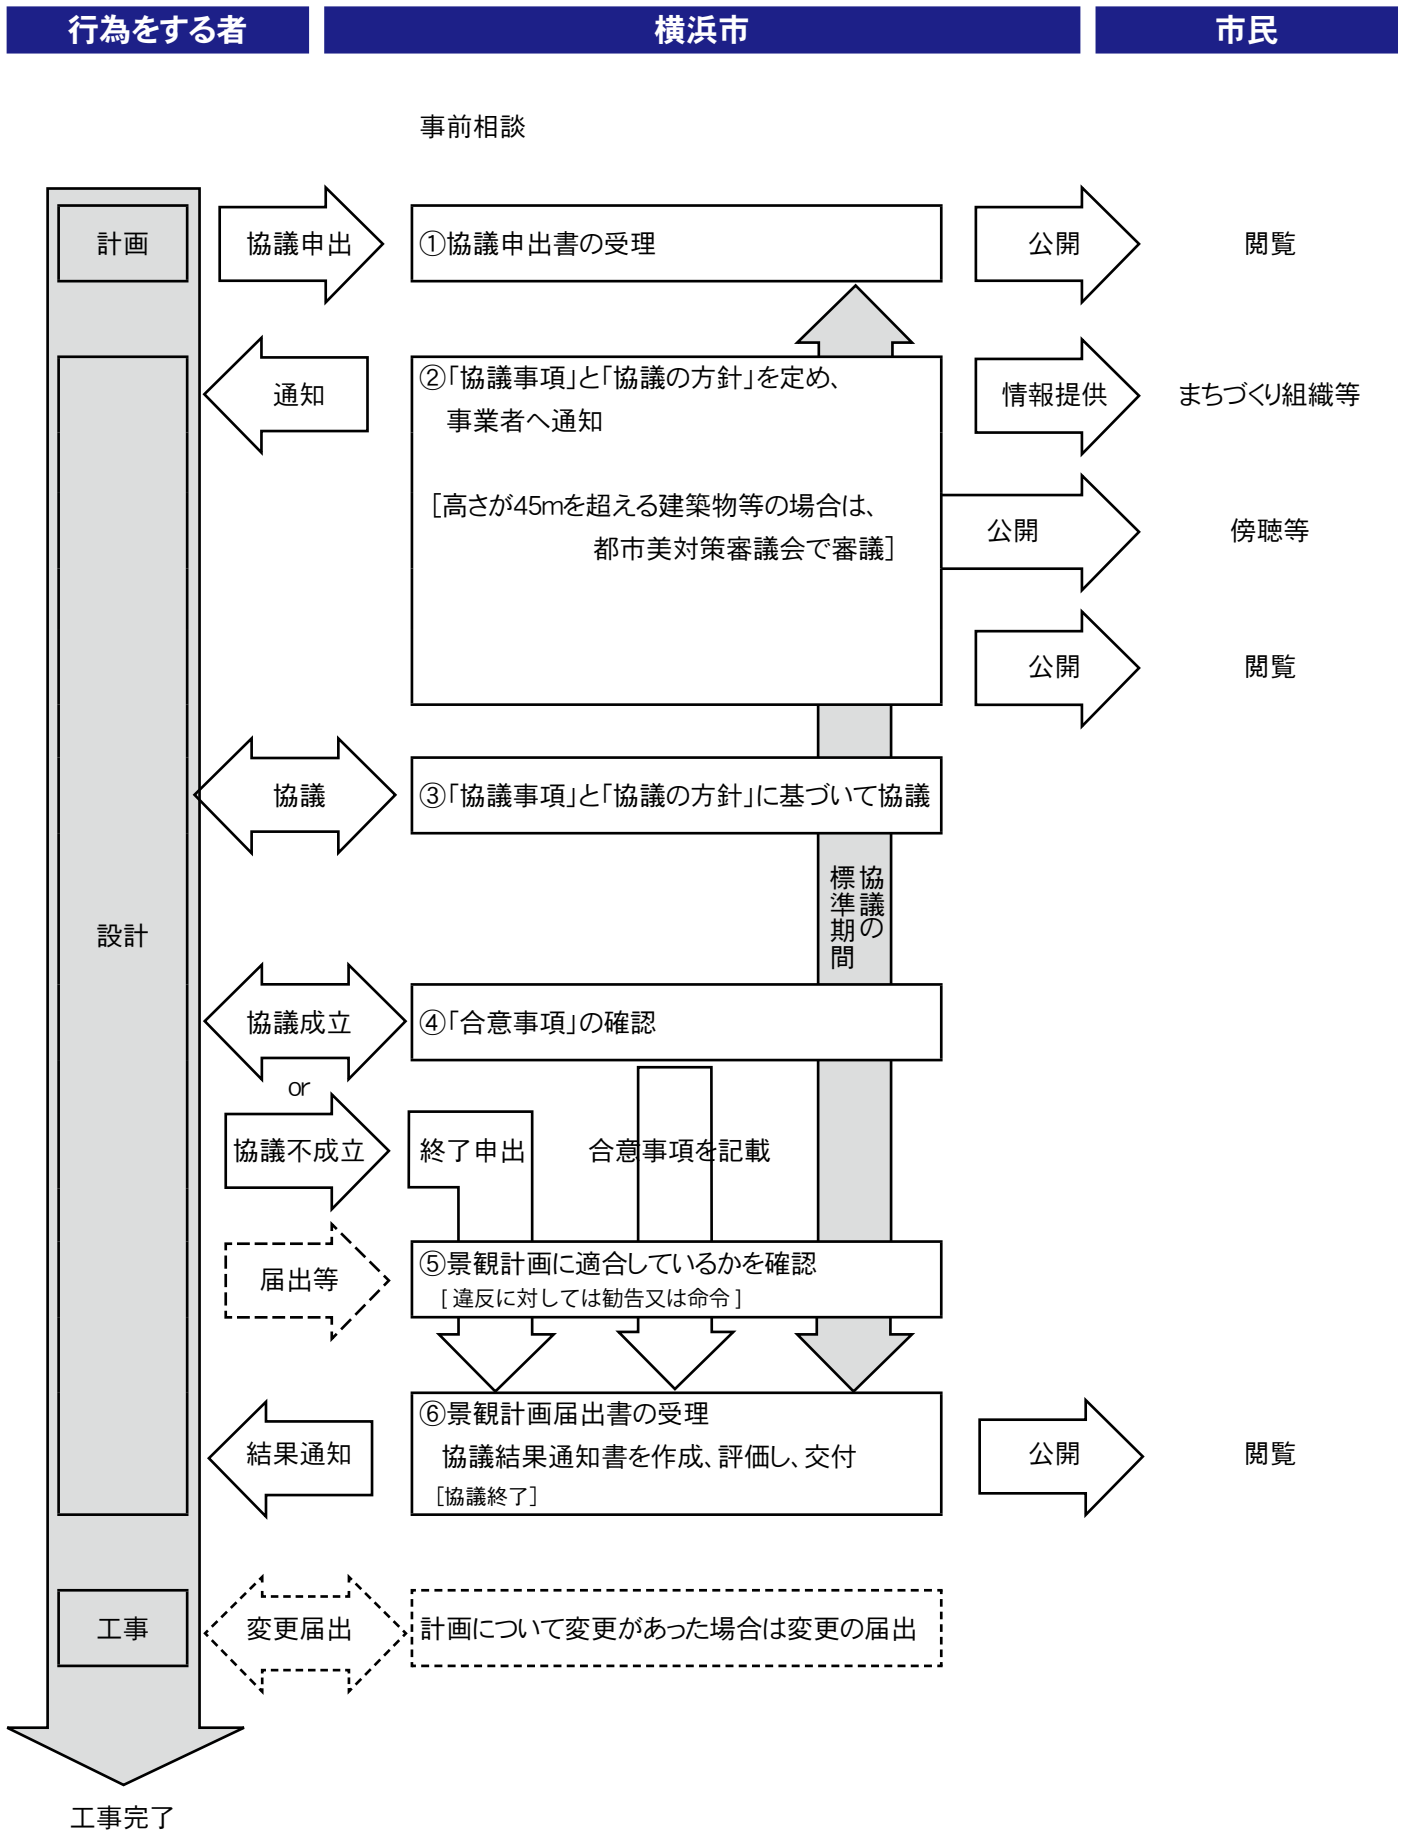 行為をする者
横浜市
市民
事前相談
計画
協議申出
①協議申出書の受理
公開
閲覧
通知
②「協議事項」と「協議の方針」を定め、
事業者へ通知
[高さが45mを超える建築物等の場合は、
都市美対策審議会で審議]
情報提供
まちづくり組織等
公開
傍聴等
公開
閲覧
協議
③「協議事項」と「協議の方針」に基づいて協議
協議の
標準期間
設計
協議成立
④「合意事項」の確認
or
協議不成立
終了申出
合意事項を記載
届出等
⑤景観計画に適合しているかを確認
[ 違反に対しては勧告又は命令 ]
結果通知
⑥景観計画届出書の受理
協議結果通知書を作成、評価し、交付
[協議終了]
公開
閲覧
工事
変更届出
計画について変更があった場合は変更の届出
工事完了